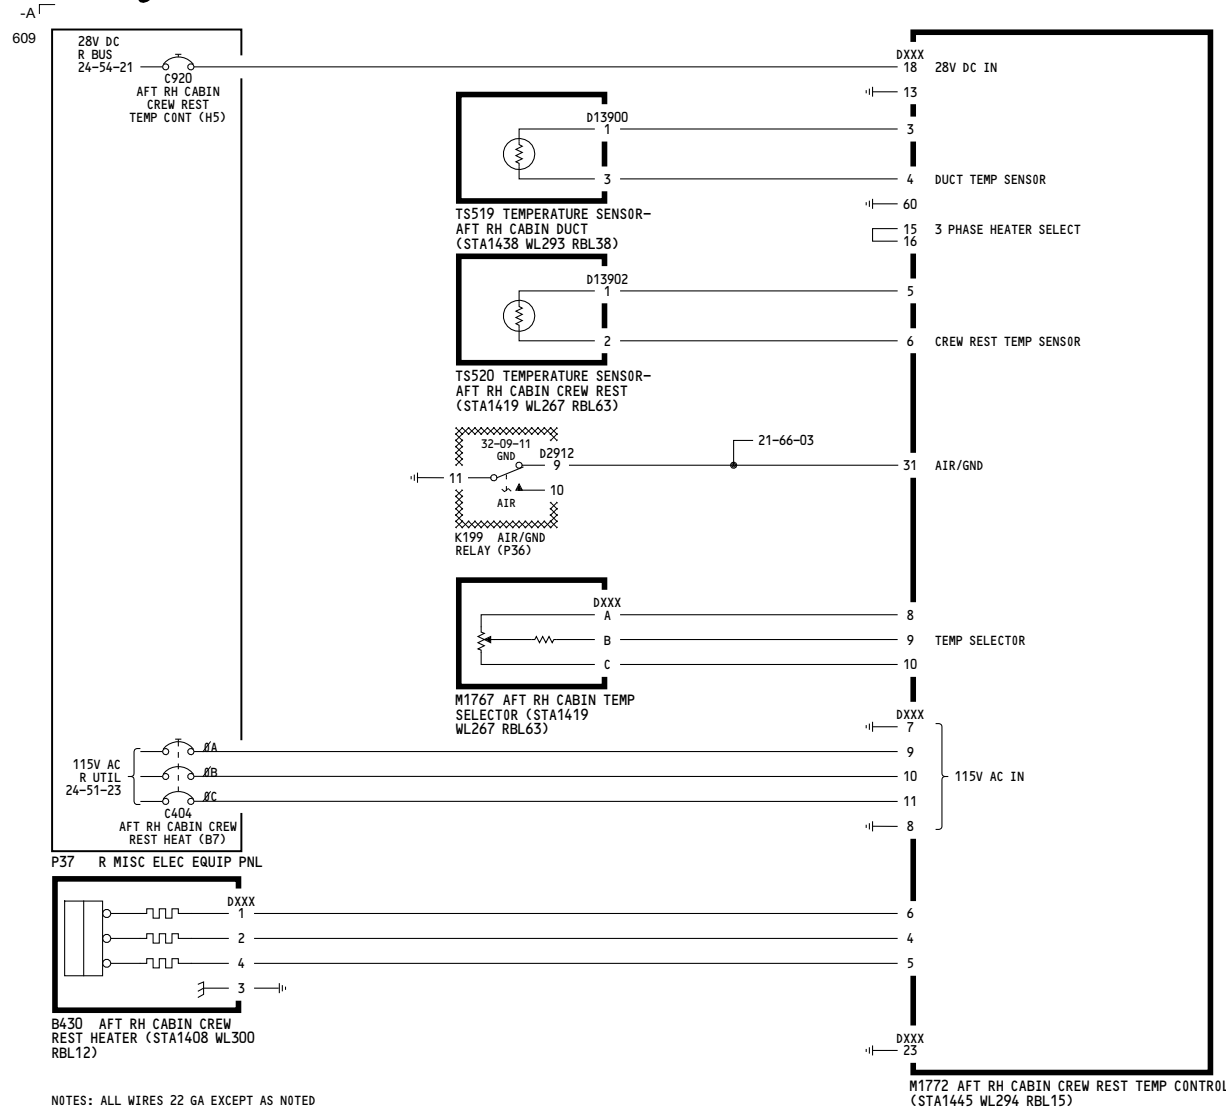 -A
609
28V DC
R BUS
24-54-21
C920
AFT RH CABIN
CREW REST
TEMP CONT (H5)
DXXX
18 28V DC IN
13
D13900
1 3
3 4 DUCT TEMP SENSOR
60
TS519 TEMPERATURE SENSOR-
AFT RH CABIN DUCT
(STA1438 WL293 RBL38)
15 3 PHASE HEATER SELECT
16
D13902
1 5
2 6 CREW REST TEMP SENSOR
TS520 TEMPERATURE SENSOR-
AFT RH CABIN CREW REST
(STA1419 WL267 RBL63)
32-09-11
GND
D2912
21-66-03
9 31 AIR/GND
11
10
AIR
K199 AIR/GND
RELAY (P36)
DXXX
A 8
B 9 TEMP SELECTOR
C 10
M1767 AFT RH CABIN TEMP
SELECTOR (STA1419
WL267 RBL63)
DXXX
7
ØA 9
115V AC
R UTIL
24-51-23
ØB 10 115V AC IN
ØC 11
C404
AFT RH CABIN CREW
REST HEAT (B7)
8
P37 R MISC ELEC EQUIP PNL
DXXX
1 6
2 4
4 5
3
B430 AFT RH CABIN CREW
REST HEATER (STA1408 WL300
RBL12)
DXXX
23
M1772 AFT RH CABIN CREW REST TEMP CONTROL
(STA1445 WL294 RBL15)
NOTES: ALL WIRES 22 GA EXCEPT AS NOTED